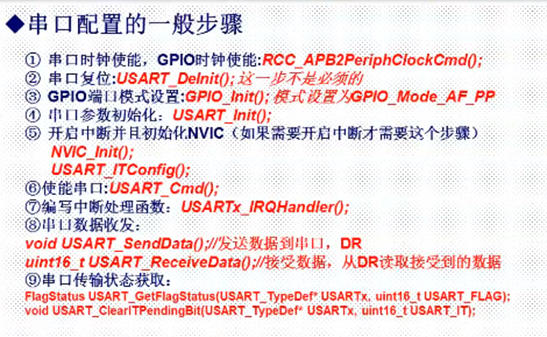 ◆串口配置的一般步骤
① 串口时钟使能，GPIO时钟使能:RCC_APB2PeriphClockCmd();
② 串口复位:USART_DeInit(); 这一步不是必须的
③ GPIO端口模式设置:GPIO_Init(); 模式设置为GPIO_Mode_AF_PP
④ 串口参数初始化：USART_Init();
⑤ 开启中断并且初始化NVIC（如果需要开启中断才需要这个步骤）
NVIC_Init();
USART_ITConfig();
⑥使能串口:USART_Cmd();
⑦编写中断处理函数：USARTx_IRQHandler();
⑧串口数据收发：
void USART_SendData();//发送数据到串口，DR
uint16_t USART_ReceiveData();//接受数据，从DR读取接受到的数据
⑨串口传输状态获取：
FlagStatus USART_GetFlagStatus(USART_TypeDef* USARTx, uint16_t USART_FLAG);
void USART_ClearITPendingBit(USART_TypeDef* USARTx, uint16_t USART_IT);